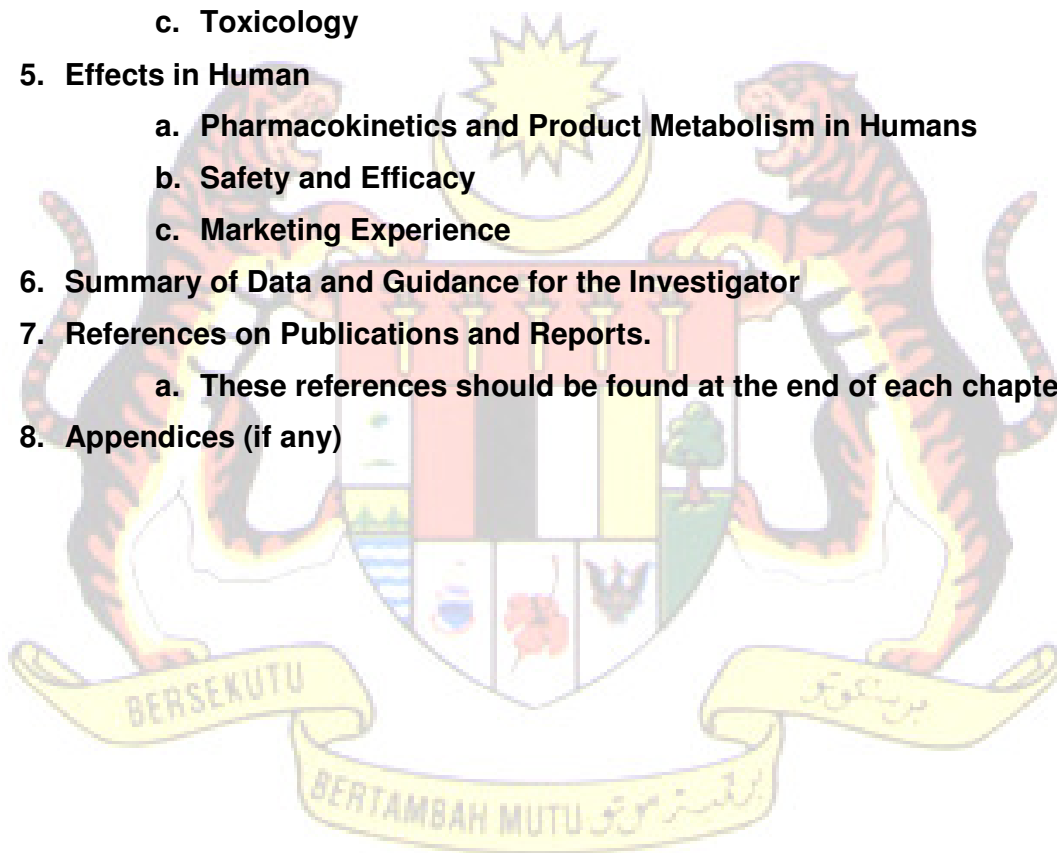 c. Toxicology
5. Effects in Human
a. Pharmacokinetics and Product Metabolism in Humans
b. Safety and Efficacy
c. Marketing Experience
6. Summary of Data and Guidance for the Investigator
7. References on Publications and Reports.
a. These references should be found at the end of each chapte
8. Appendices (if any)
BERSEKUTU
BERTAMBAH MUTU